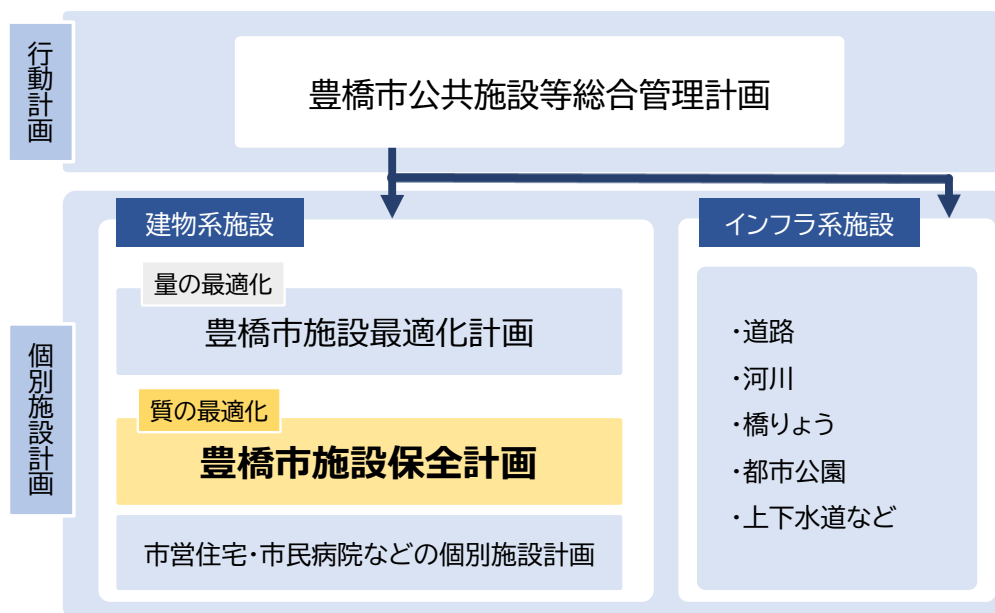 行動計画
豊橋市公共施設等総合管理計画
個別施設計画
建物系施設
量の最適化
豊橋市施設最適化計画
質の最適化
豊橋市施設保全計画
市営住宅・市民病院などの個別施設計画
インフラ系施設
・道路
・河川
・橋りょう
・都市公園
・上下水道など